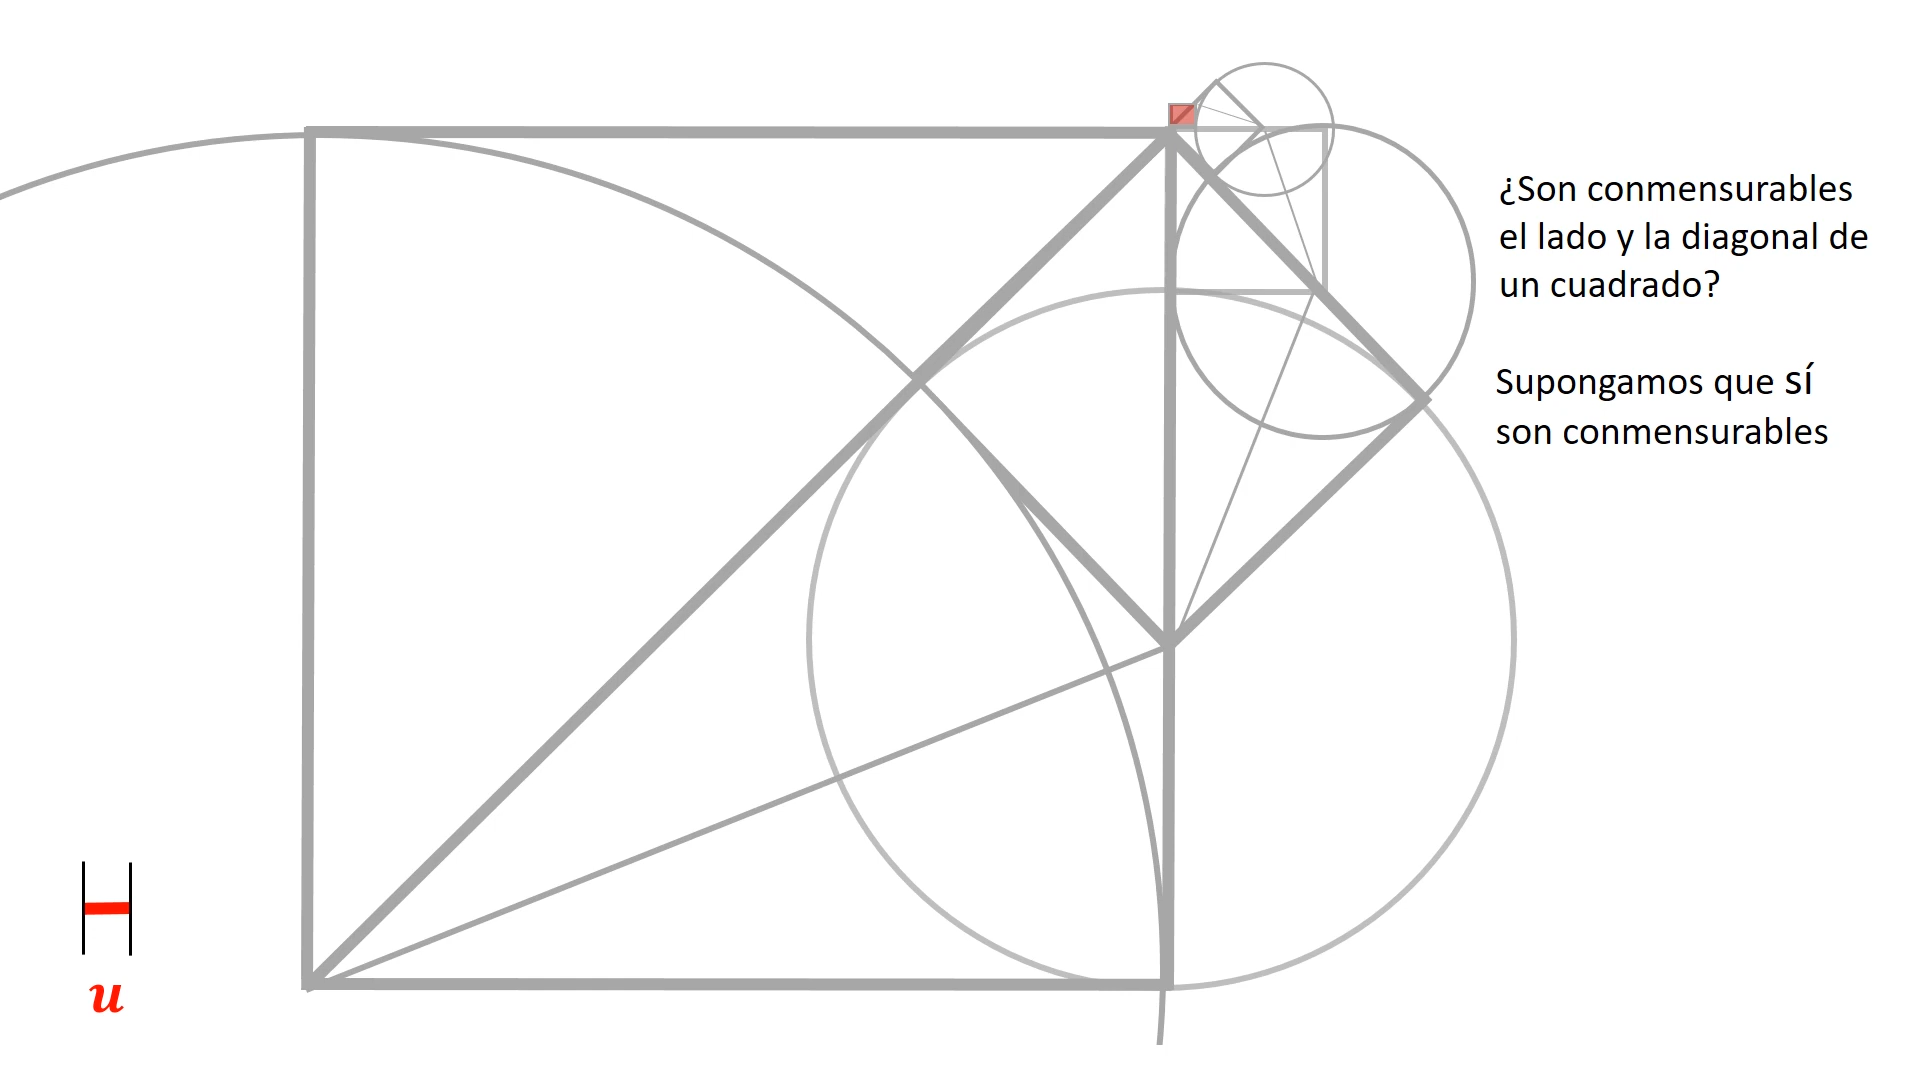 ¿Son conmensurables
el lado y la diagonal de
un cuadrado?
Supongamos que sí
son conmensurables
u